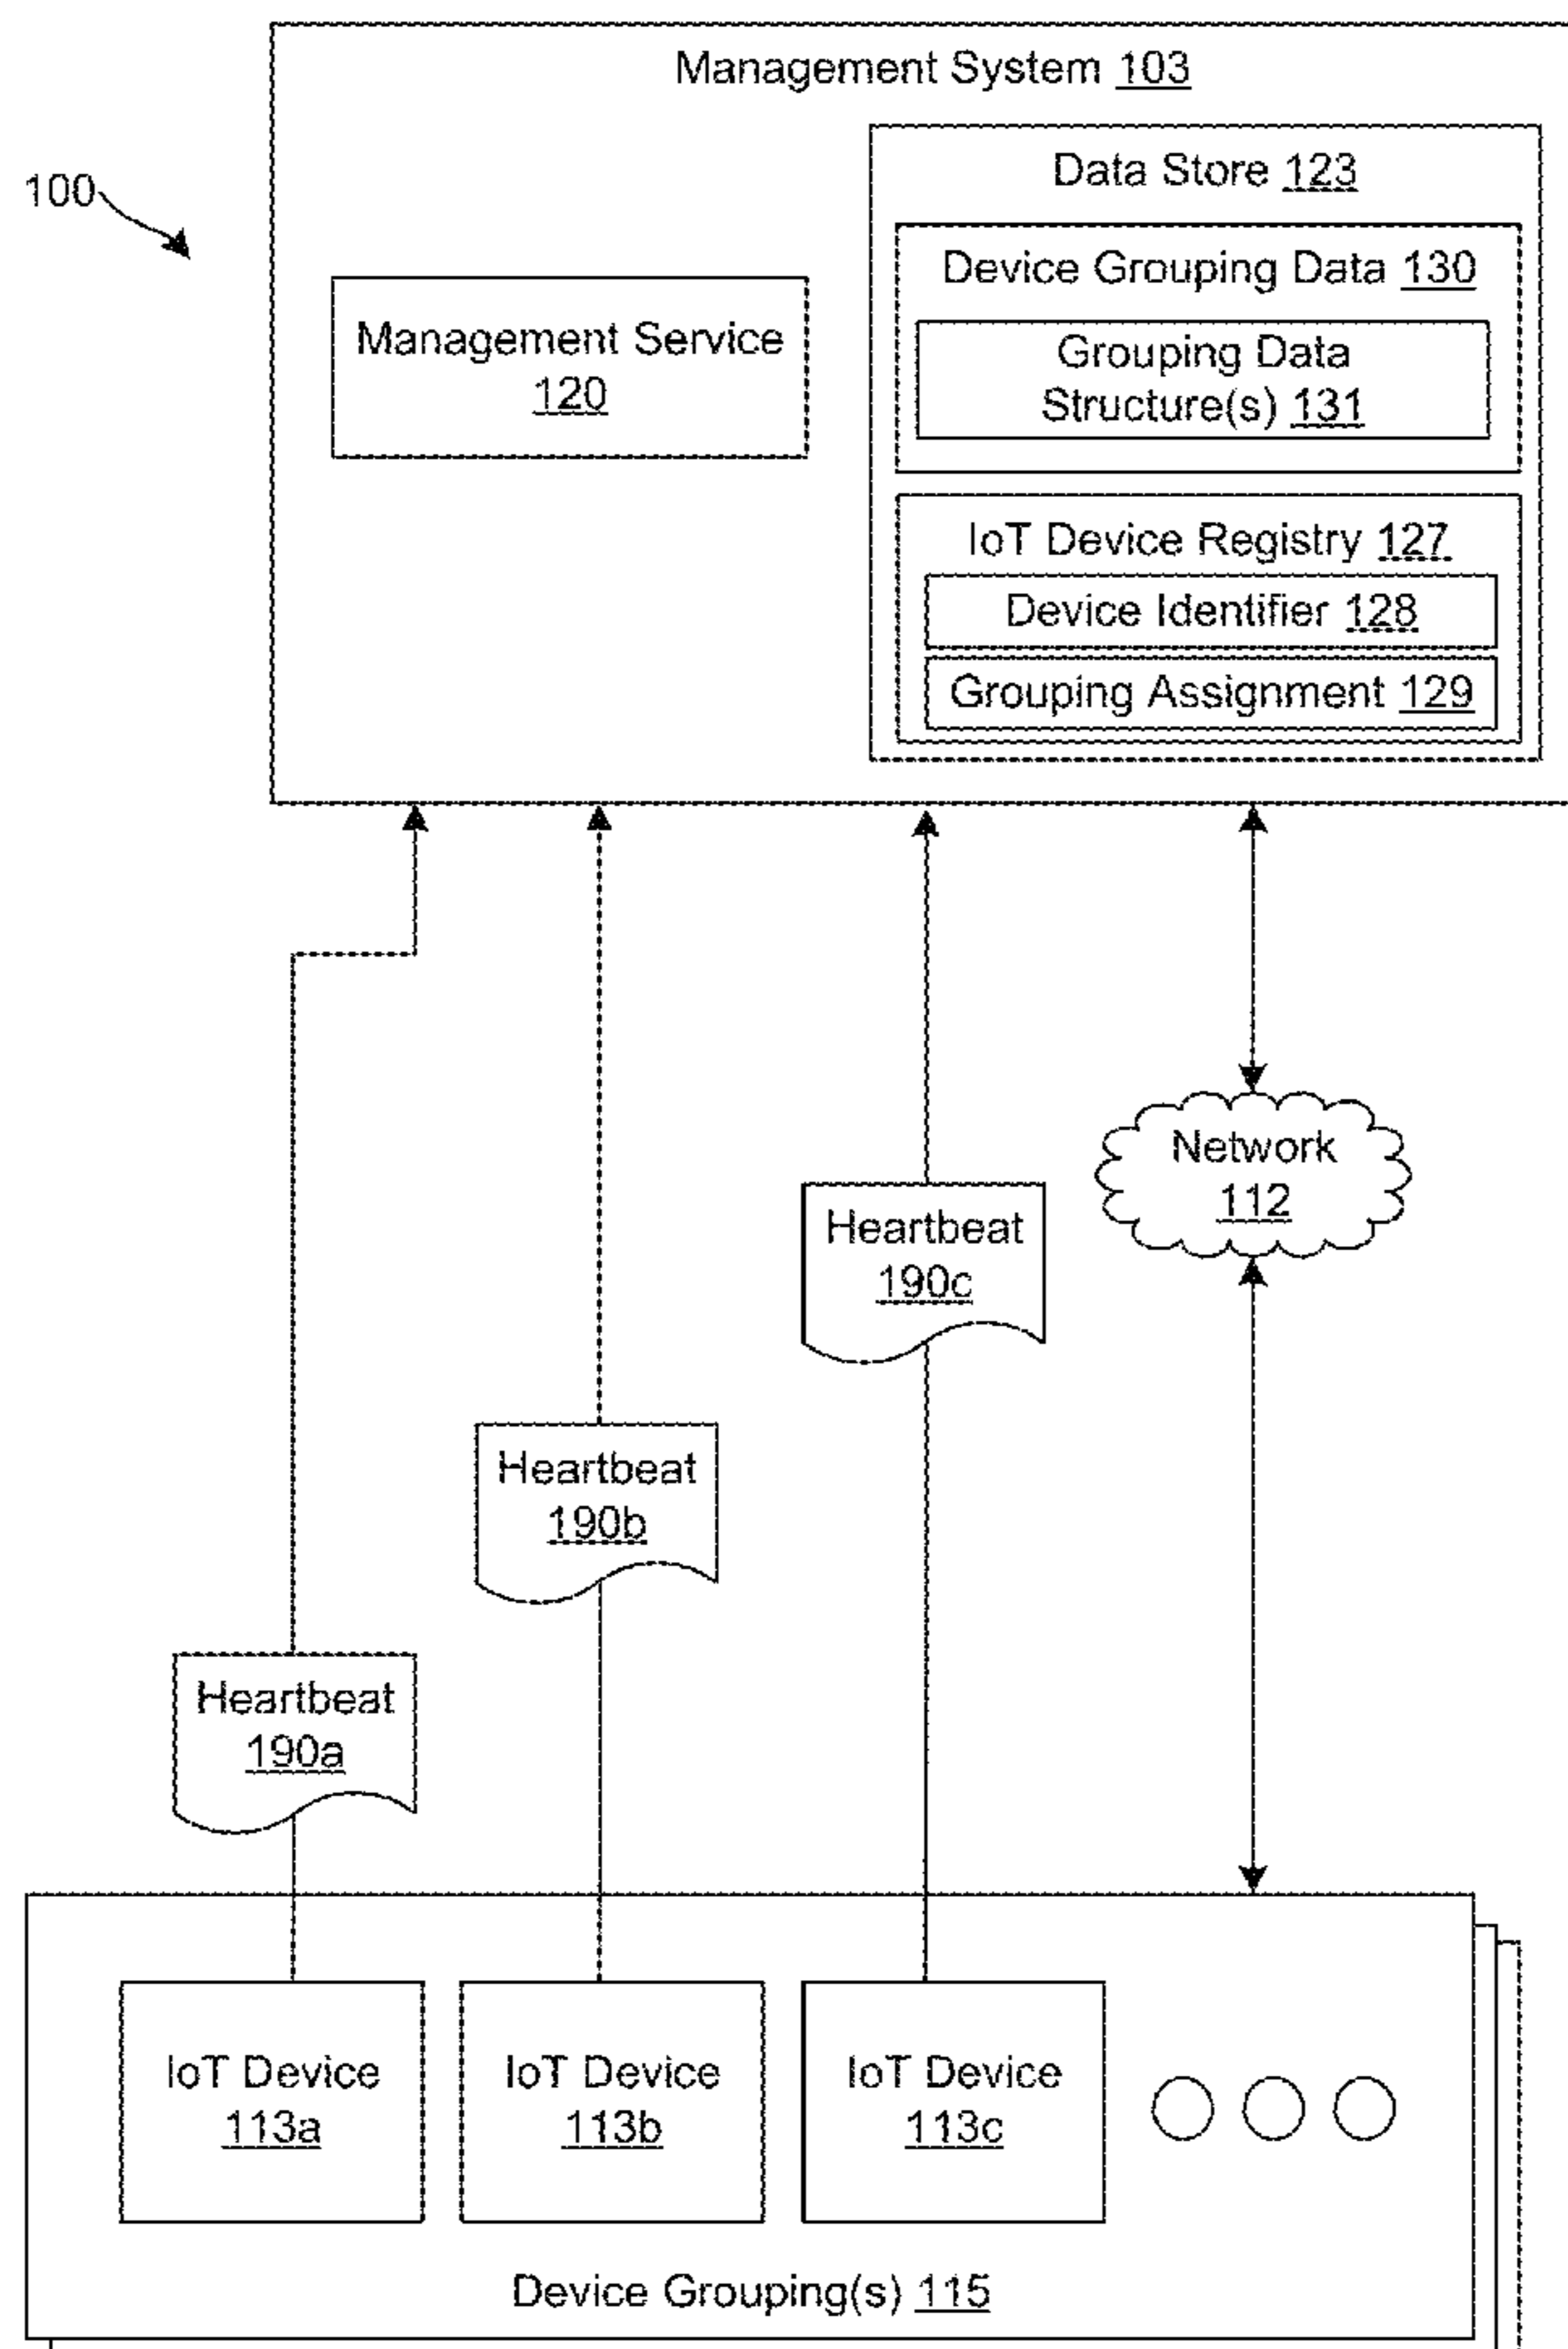 Management System 103
100
Data Store 123
Device Grouping Data 130
Grouping Data
Structure(s) 131
Management Service
120
IoT Device Registry 127
Device Identifier 128
Grouping Assignment 129
Network
112
Heartbeat
190c
Heartbeat
190b
Heartbeat
190a
IoT Device
113a
IoT Device
113b
IoT Device
113c
Device Grouping(s) 115